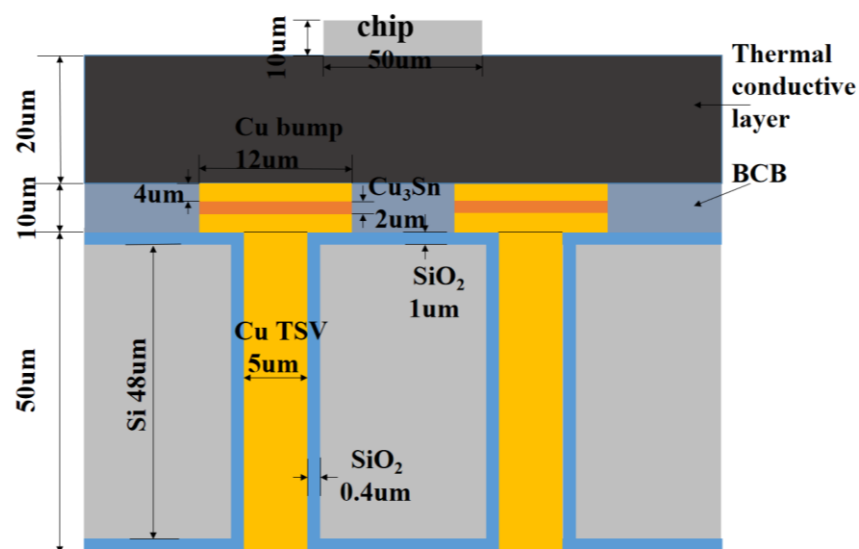 chip
10um
50um
Thermal
conductive
layer
20um
Cu bump
12um
BCB
4um
Cu₃Sn
2um
10um
SiO₂
1um
Cu TSV
5um
Si 48um
50um
SiO₂
0.4um